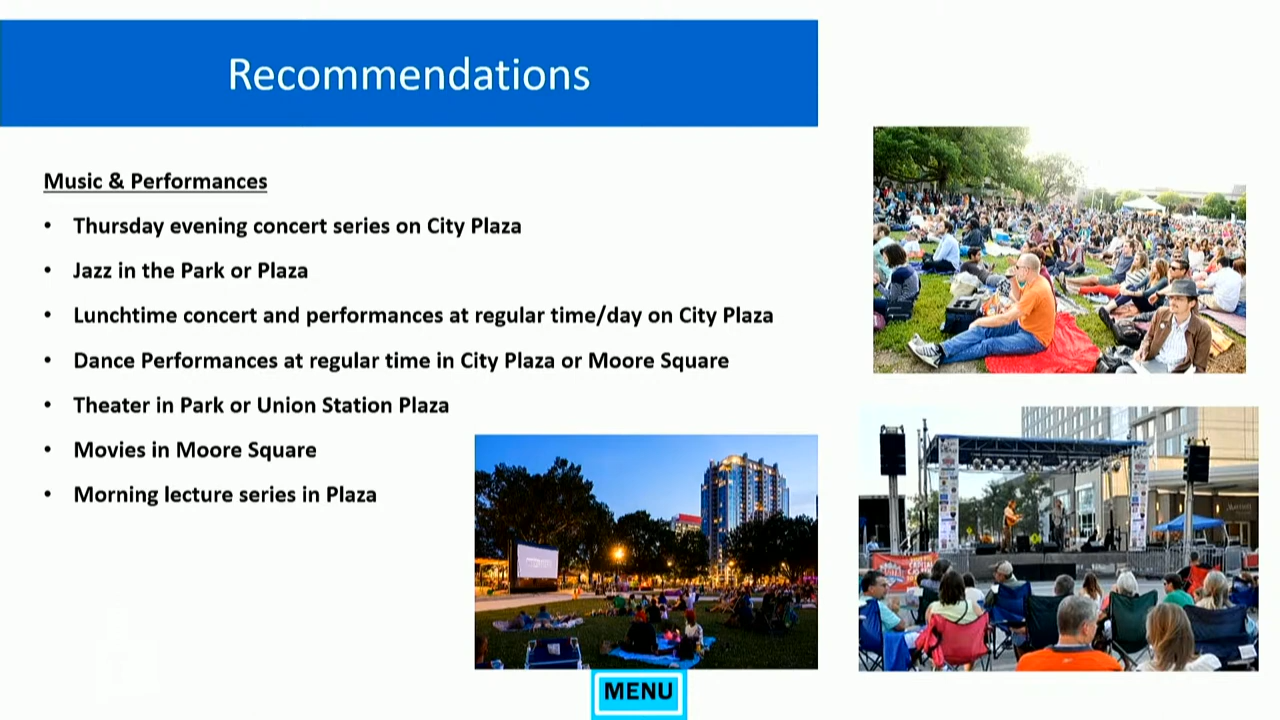 Recommendations
Music & Performances
• Thursday evening concert series on City Plaza
• Jazz in the Park or Plaza
• Lunchtime concert and performances at regular time/day on City Plaza
• Dance Performances at regular time in City Plaza or Moore Square
• Theater in Park or Union Station Plaza
• Movies in Moore Square
• Morning lecture series in Plaza
MENU